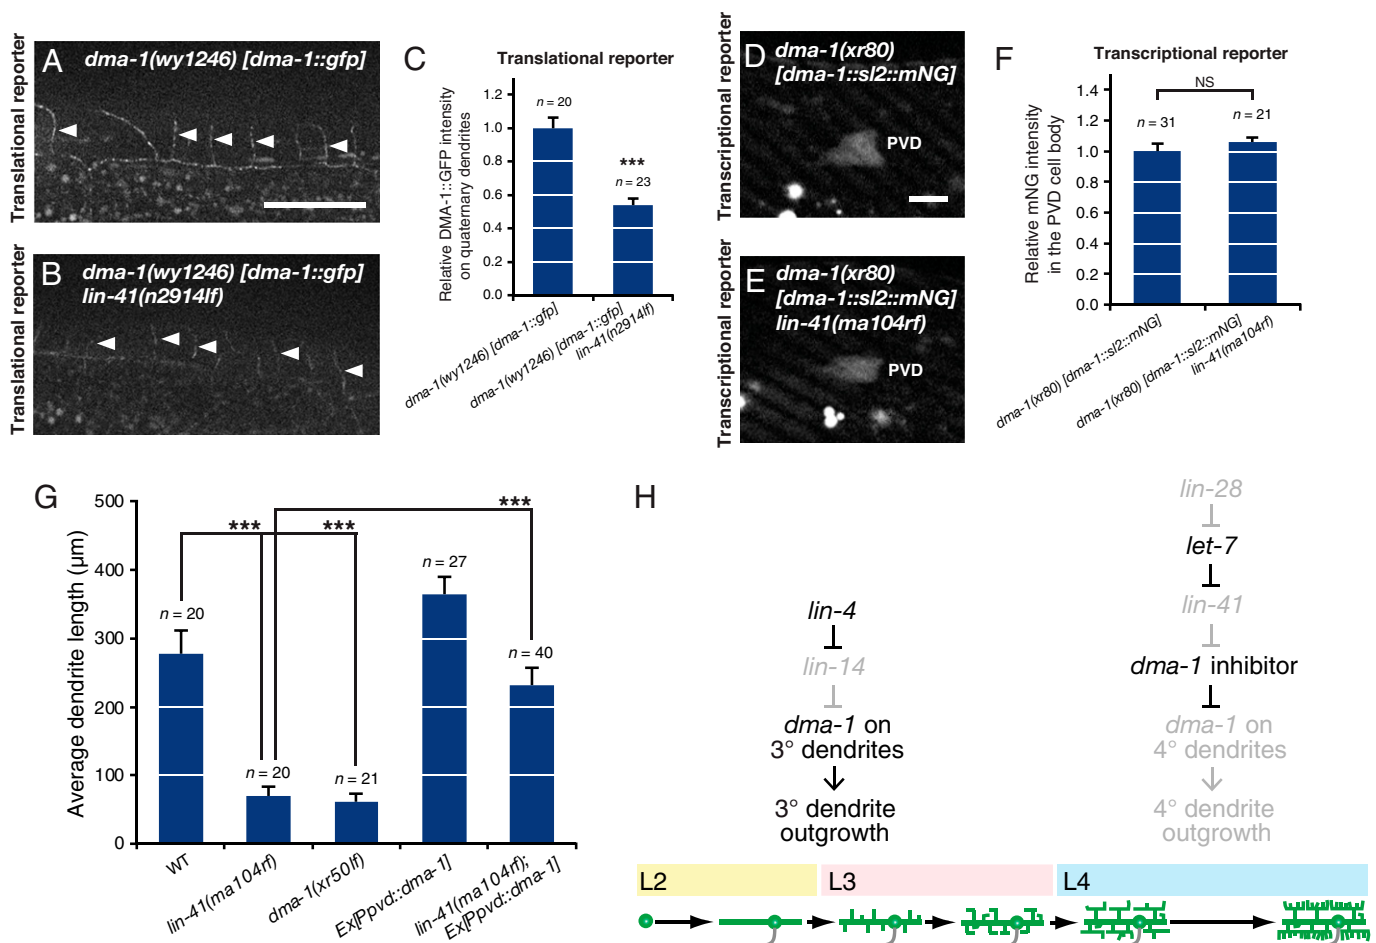 A
dma-1(wy1246) [dma-1::gfp]
Translational reporter
B
dma-1(wy1246) [dma-1::gfp]
lin-41(n2914lf)
Translational reporter
C
Translational reporter
Relative DMA-1::GFP intensity
on quaternary dendrites
1.2
1.0
0.8
0.6
0.4
0.2
0.0
n = 20
***
n = 23
dma-1(wy1246) [dma-1::gfp]
dma-1(wy1246) [dma-1::gfp]
lin-41(n2914lf)
D
dma-1(xr80)
[dma-1::sl2::mNG]
PVD
Transcriptional reporter
E
dma-1(xr80)
[dma-1::sl2::mNG]
lin-41(ma104rf)
PVD
Transcriptional reporter
F
Transcriptional reporter
Relative mNG intensity
in the PVD cell body
1.4
1.2
1.0
0.8
0.6
0.4
0.2
0.0
NS
n = 31
n = 21
dma-1(xr80) [dma-1::sl2::mNG]
dma-1(xr80) [dma-1::sl2::mNG]
lin-41(ma104rf)
G
Average dendrite length (µm)
500
400
300
200
100
0
***
***
***
n = 20
n = 20
n = 21
n = 27
n = 40
WT
lin-41(ma104rf)
dma-1(xr50lf)
Ex[Ppvd::dma-1]
lin-41(ma104rf);
Ex[Ppvd::dma-1]
H
lin-4
lin-14
dma-1 on
3° dendrites
3° dendrite
outgrowth
lin-28
let-7
lin-41
dma-1 inhibitor
dma-1 on
4° dendrites
4° dendrite
outgrowth
L2
L3
L4